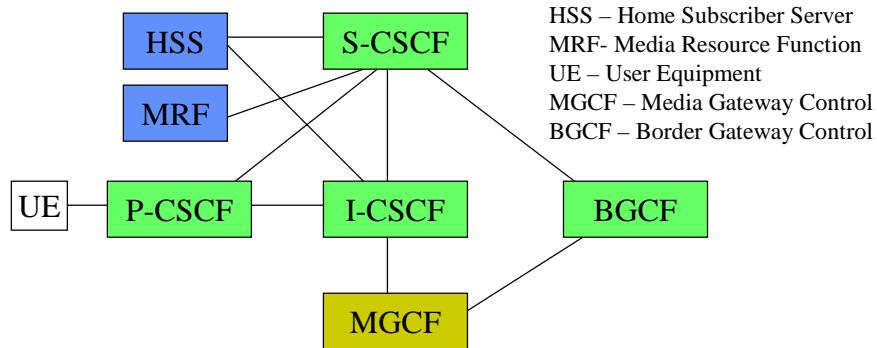 HSS
S-CSCF
MRF
UE
P-CSCF
I-CSCF
BGCF
MGCF
HSS – Home Subscriber Server
MRF- Media Resource Function
UE – User Equipment
MGCF – Media Gateway Control
BGCF – Border Gateway Control